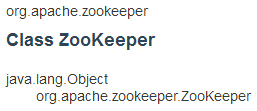 org.apache.zookeeper
Class ZooKeeper
java.lang.Object
org.apache.zookeeper.ZooKeeper